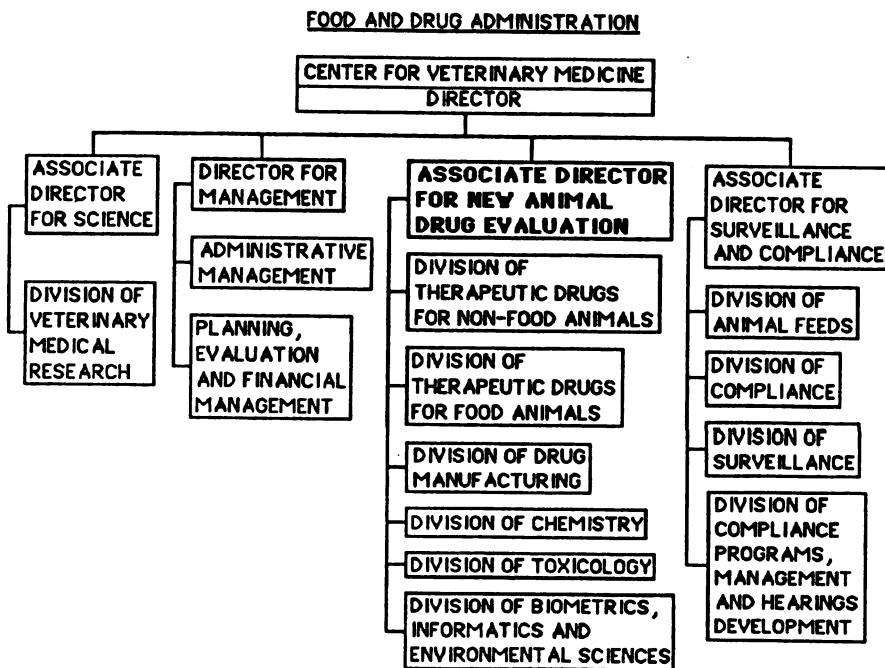 FOOD AND DRUG ADMINISTRATION
CENTER FOR VETERINARY MEDICINE
DIRECTOR
ASSOCIATE
DIRECTOR
FOR SCIENCE
DIVISION OF
VETERINARY
MEDICAL
RESEARCH
DIRECTOR FOR
MANAGEMENT
ADMINISTRATIVE
MANAGEMENT
PLANNING,
EVALUATION
AND FINANCIAL
MANAGEMENT
ASSOCIATE DIRECTOR
FOR NEW ANIMAL
DRUG EVALUATION
DIVISION OF
THERAPEUTIC DRUGS
FOR NON-FOOD ANIMALS
DIVISION OF
THERAPEUTIC DRUGS
FOR FOOD ANIMALS
DIVISION OF DRUG
MANUFACTURING
DIVISION OF CHEMISTRY
DIVISION OF TOXICOLOGY
DIVISION OF BIOMETRICS,
INFORMATICS AND
ENVIRONMENTAL SCIENCES
ASSOCIATE
DIRECTOR FOR
SURVEILLANCE
AND COMPLIANCE
DIVISION OF
ANIMAL FEEDS
DIVISION OF
COMPLIANCE
DIVISION OF
SURVEILLANCE
DIVISION OF
COMPLIANCE
PROGRAMS,
MANAGEMENT
AND HEARINGS
DEVELOPMENT